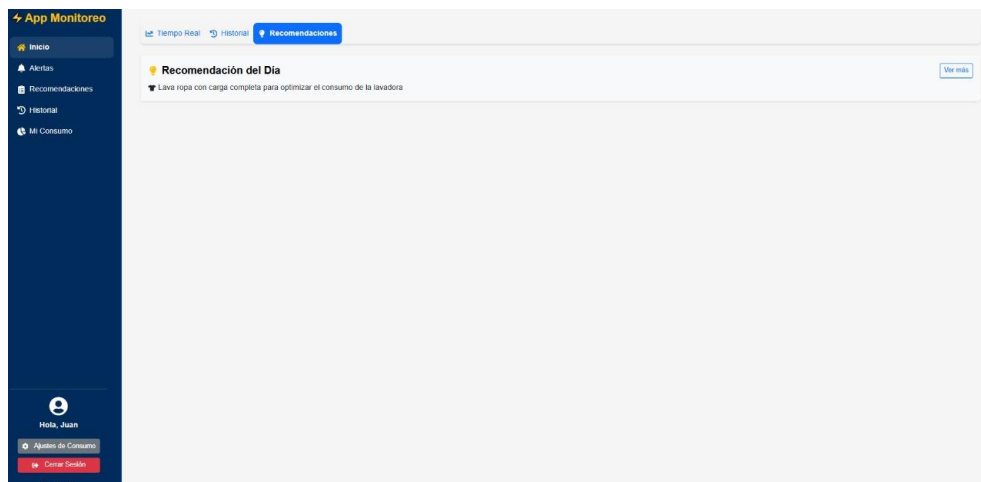 App Monitoreo
Inicio
Alertas
Recomendaciones
Historial
Mi Consumo
Hola, Juan
Ajustes de Consumo
Cerrar Sesión
Tiempo Real Historial Recomendaciones
Recomendación del Día
Ver más
Lava ropa con carga completa para optimizar el consumo de la lavadora